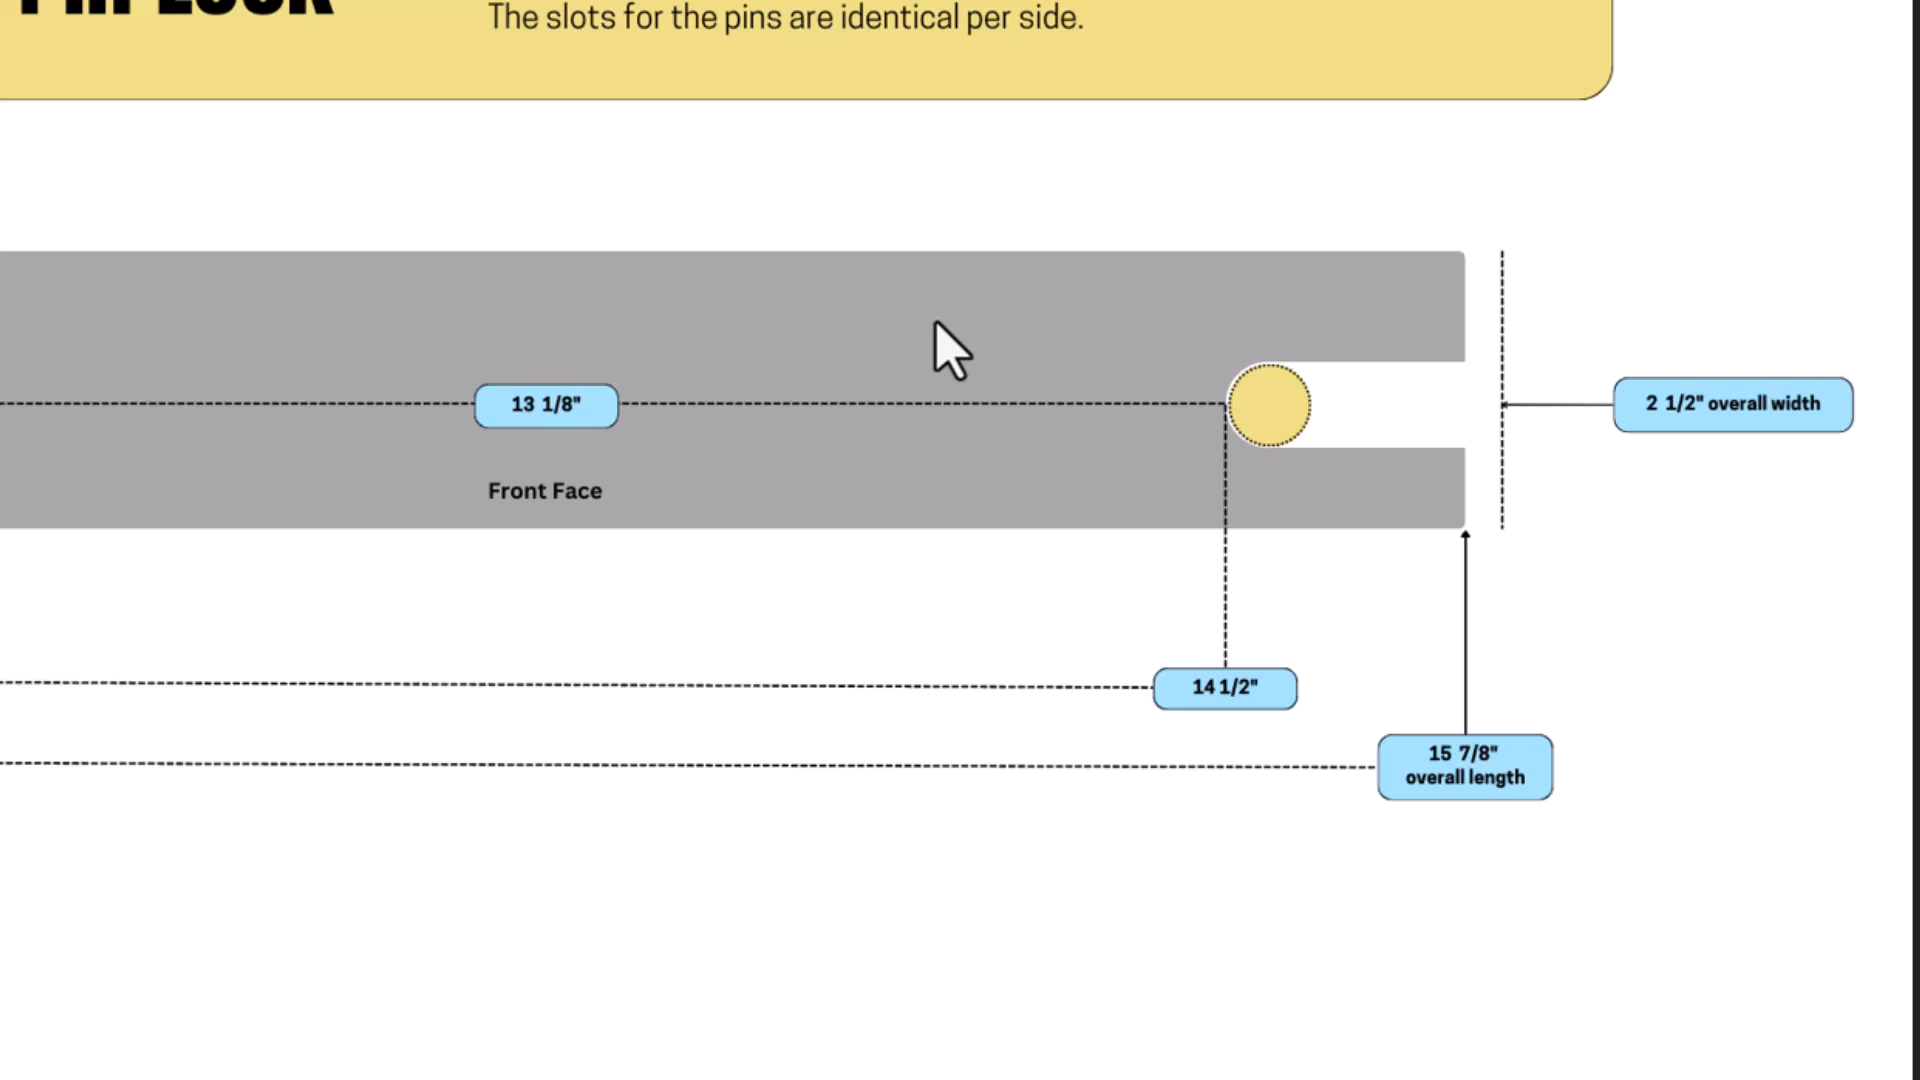 The slots for the pins are identical per side.
13 1/8"
2 1/2" overall width
Front Face
14 1/2"
15 7/8"
overall length